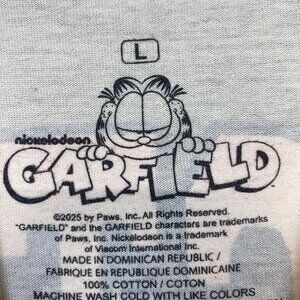 L
nickelodeon
GARFIELD
©2025 by Paws, Inc. All Rights Reserved.
"GARFIELD" and the GARFIELD characters are trademarks
of Paws, Inc. Nickelodeon is a trademark
of Viacom International Inc.
MADE IN DOMINICAN REPUBLIC /
FABRIQUÉ EN RÉPUBLIQUE DOMINICAINE
100% COTTON / COTON
MACHINE WASH COLD WITH LIKE COLORS